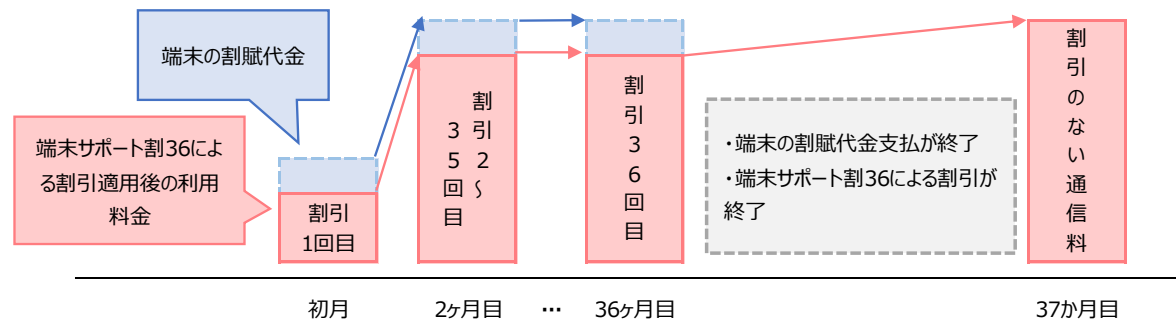 端末の割賦代金
端末サポート割36によ
る割引適用後の利用
料金
割引
1回目
割引2~
35回目
割引36回目
・端末の割賦代金支払が終了
・端末サポート割36による割引が
終了
割引のない通信料
初月
2ヶ月目
…
36ヶ月目
37か月目